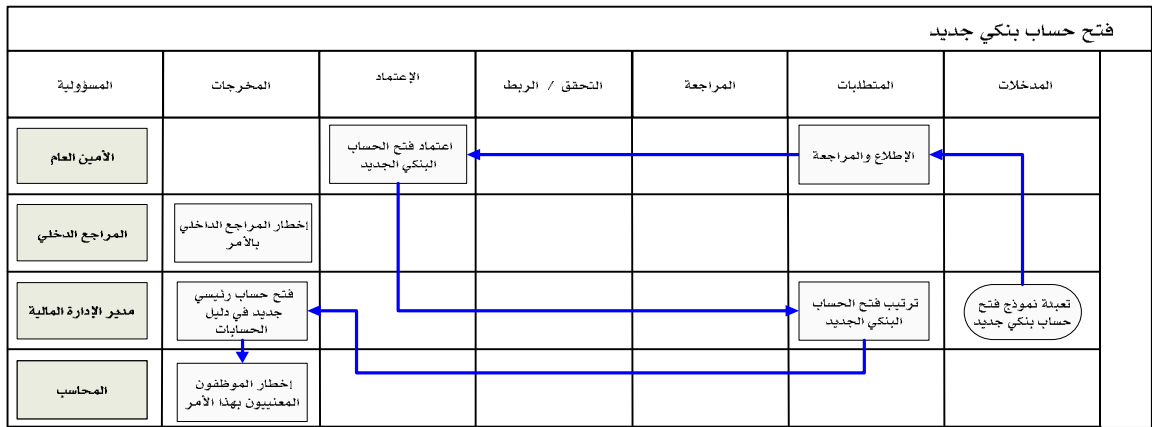 فتح حساب بنكي جديد
المدخلات
المتطلبات
المراجعة
التحقق / الربط
الإعتماد
المخرجات
المسؤولية
الإطلاع والمراجعة
اعتماد فتح الحساب
البنكي الجديد
الأمين العام
إخطار المراجع الداخلي
بالأمر
المراجع الدخلي
تعبئة نموذج فتح
حساب بنكي جديد
ترتيب فتح الحساب
البنكي الجديد
فتح حساب رئيسي
جديد في دليل
الحسابات
مدير الإدارة المالية
إخطار الموظفون
المعنييون بهذا الأمر
المحاسب